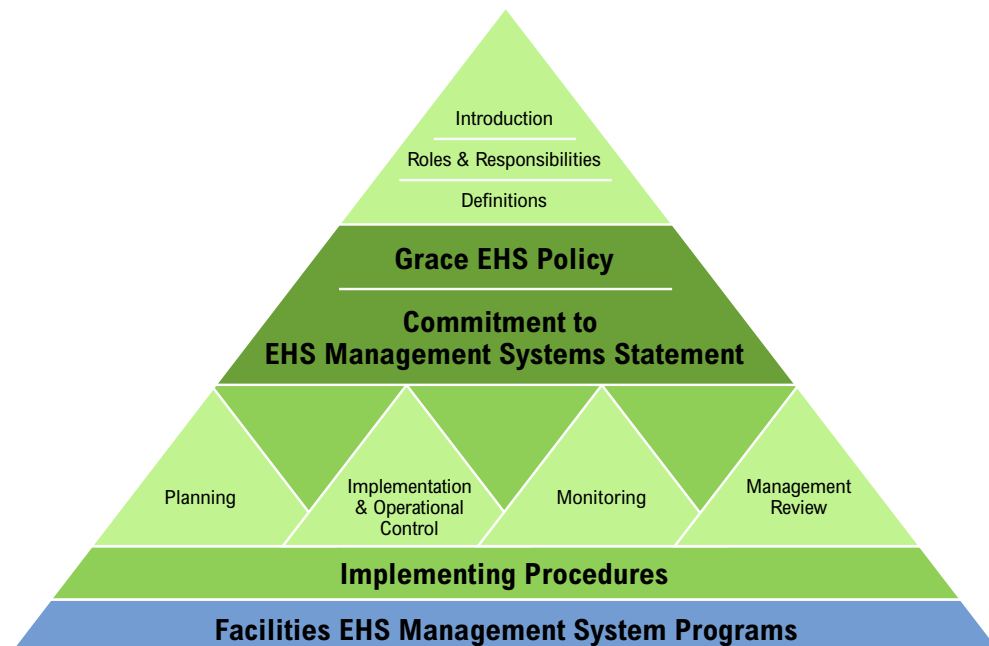 Introduction
Roles & Responsibilities
Definitions
Grace EHS Policy
Commitment to
EHS Management Systems Statement
Planning
Implementation
& Operational
Control
Monitoring
Management
Review
Implementing Procedures
Facilities EHS Management System Programs